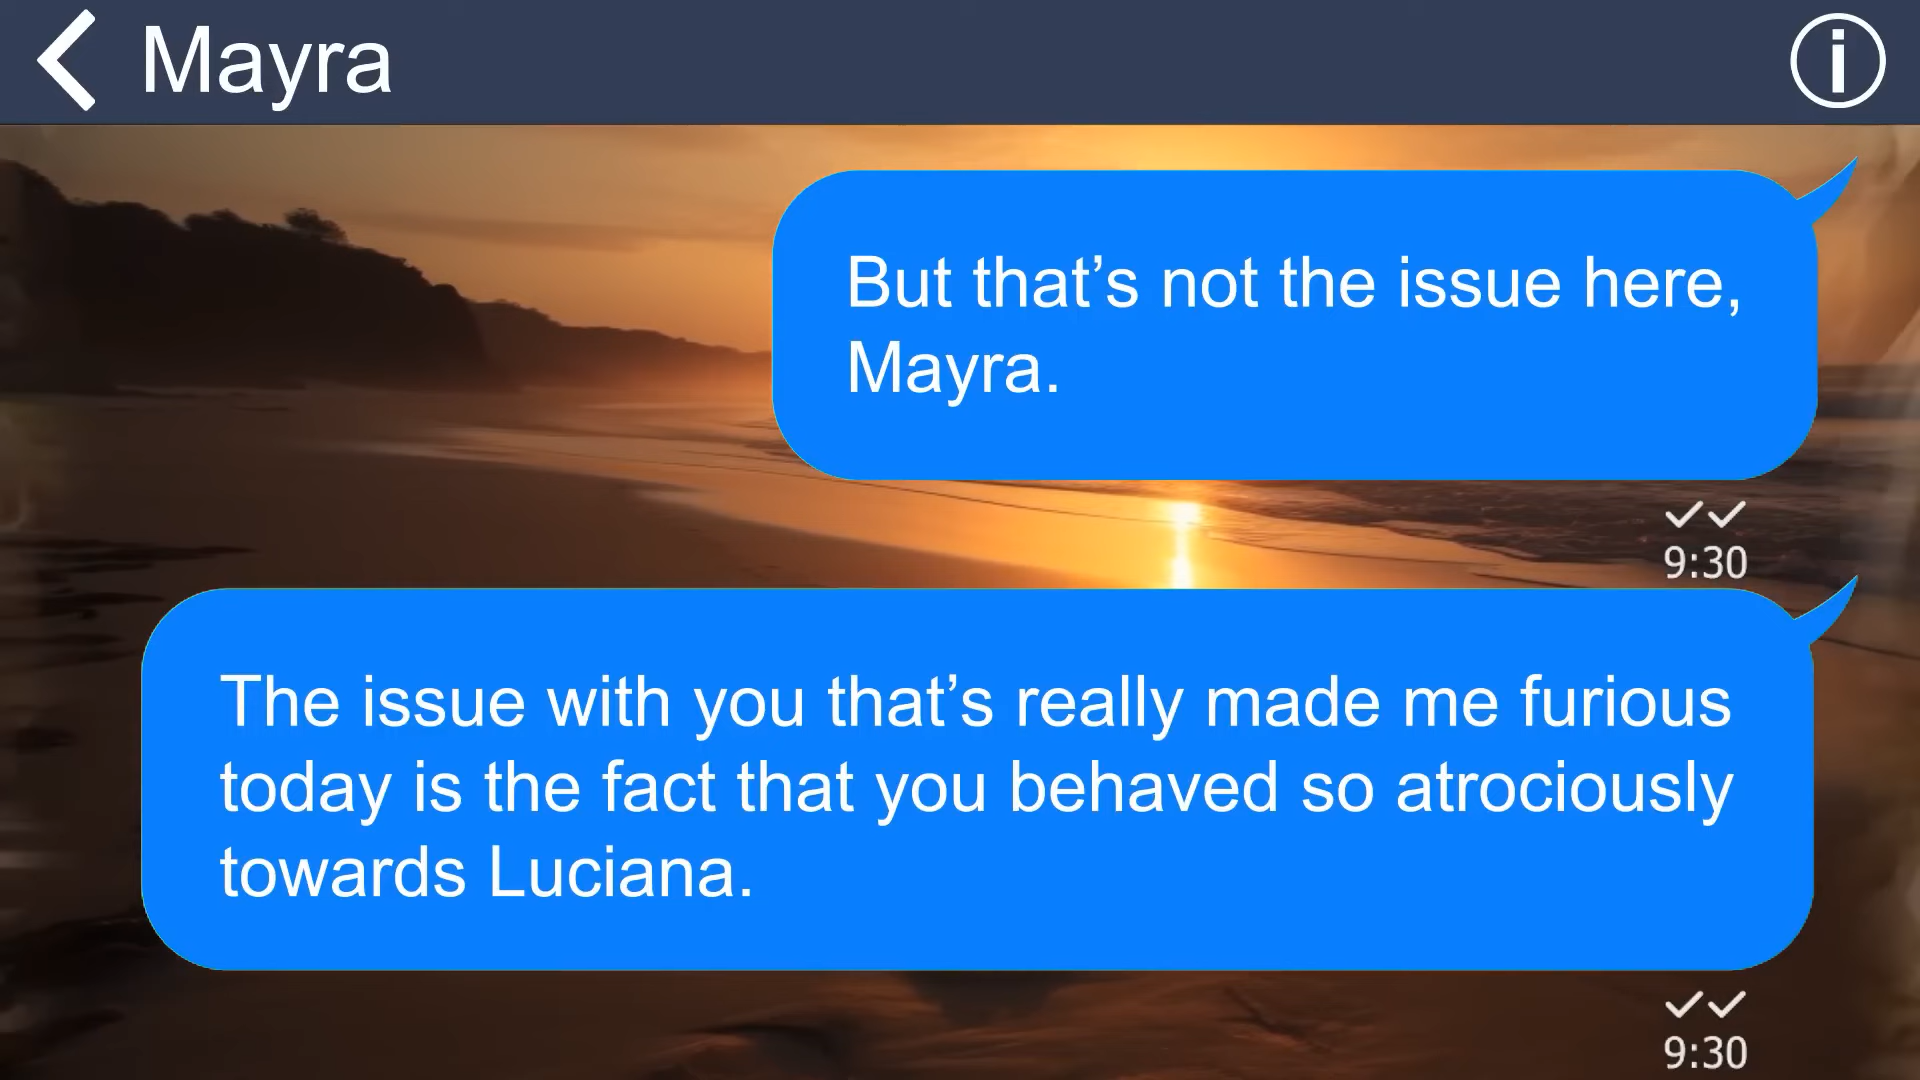 Mayra
But that’s not the issue here,
Mayra.
9:30
The issue with you that’s really made me furious
today is the fact that you behaved so atrociously
towards Luciana.
9:30